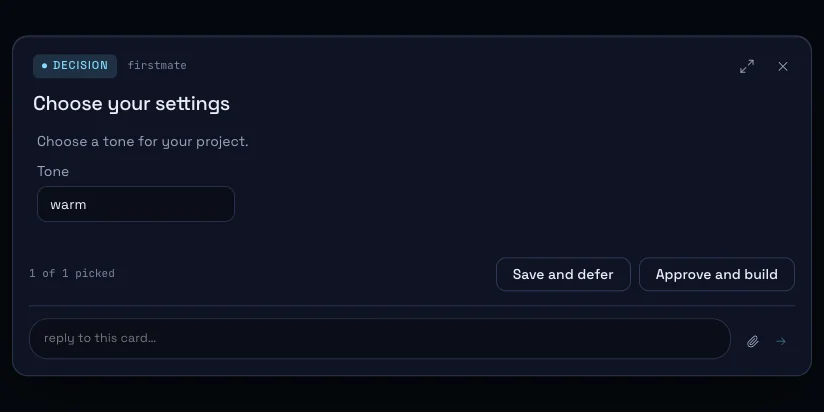 DECISION firstmate
Choose your settings
Choose a tone for your project.
Tone
warm
1 of 1 picked
Save and defer
Approve and build
reply to this card...